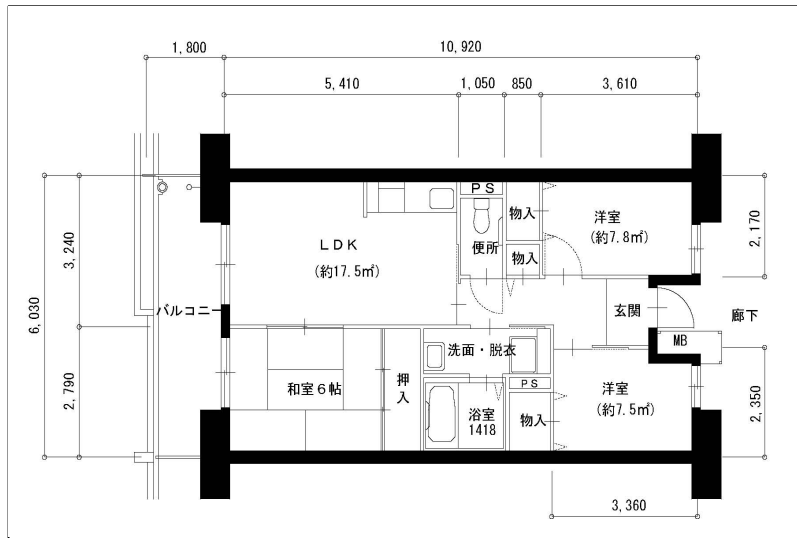 1,800
10,920
5,410
1,050
850
3,610
PS
物入
洋室
(約7.8㎡)
2,170
3,240
LDK
(約17.5㎡)
便所
物入
6,030
バルコニー
玄関
廊下
MB
洗面・脱衣
和室6帖
押入
PS
洋室
(約7.5㎡)
2,790
浴室
1418
物入
2,350
3,360